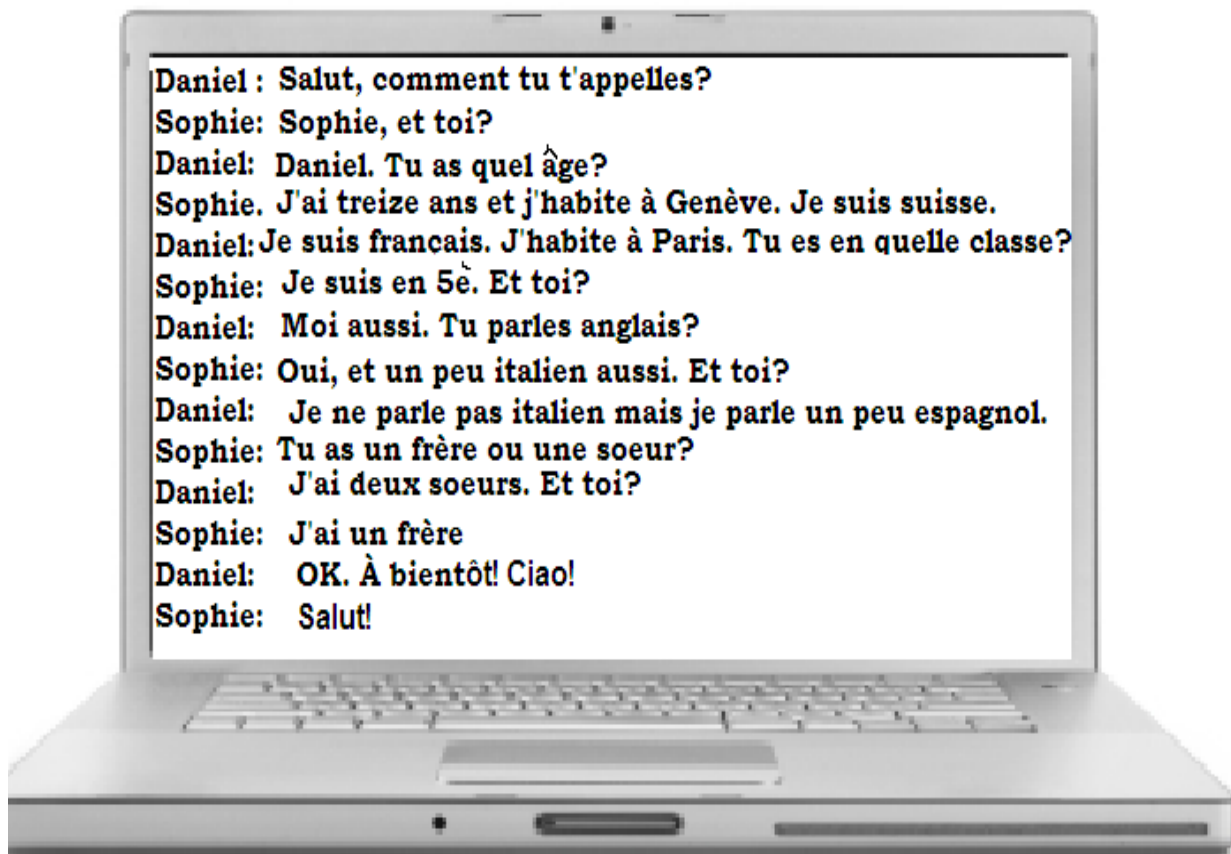 Daniel : Salut, comment tu t'appelles?
Sophie: Sophie, et toi?
Daniel: Daniel. Tu as quel âge?
Sophie. J'ai treize ans et j'habite à Genève. Je suis suisse.
Daniel: Je suis francais. J'habite à Paris. Tu es en quelle classe?
Sophie: Je suis en 5è. Et toi?
Daniel: Moi aussi. Tu parles anglais?
Sophie: Oui, et un peu italien aussi. Et toi?
Daniel: Je ne parle pas italien mais je parle un peu espagnol.
Sophie: Tu as un frère ou une soeur?
Daniel: J'ai deux soeurs. Et toi?
Sophie: J'ai un frère
Daniel: OK. À bientôt! Ciao!
Sophie: Salut!